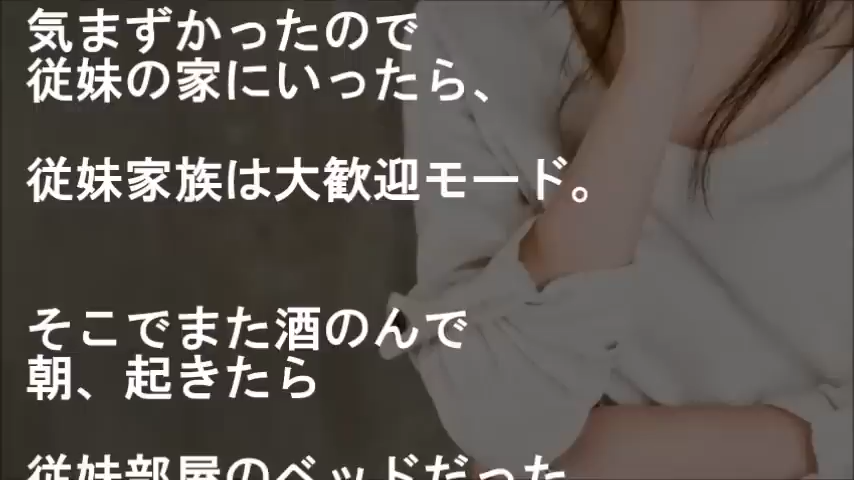 気まずかったので
従妹の家にいったら、
従妹家族は大歓迎モード。
そこでまた酒のんで
朝、起きたら
従妹部屋のベッドだった